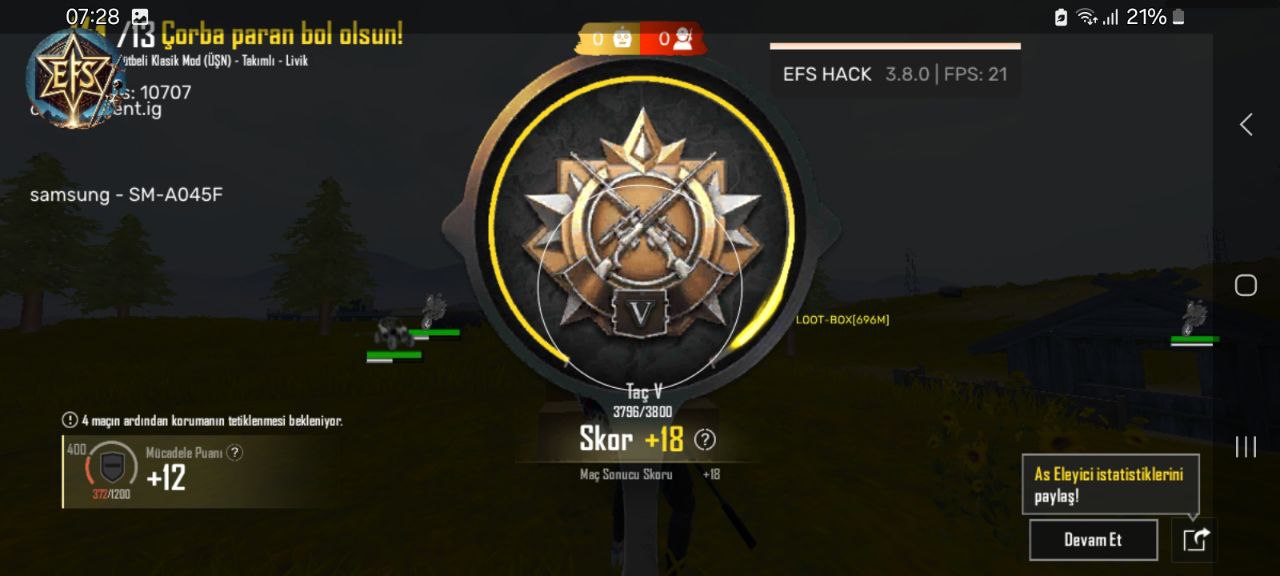 07:28
21%
/13 Çorba paran bol olsun!
Klasik Mod (ÜŞN) - Takımlı - Livik
EFS
s: 10707
ent.ig
samsung - SM-A045F
0
0
EFS HACK 3.8.0 | FPS: 21
V
LOOT-BOX[696M]
Taç V
3796/3800
Skor +18 ?
Maç Sonucu Skoru +18
4 maçın ardından korumanın tetiklenmesi bekleniyor.
400
372/1200
Mücadele Puanı ?
+12
As Eleyici istatistiklerini
paylaş!
Devam Et